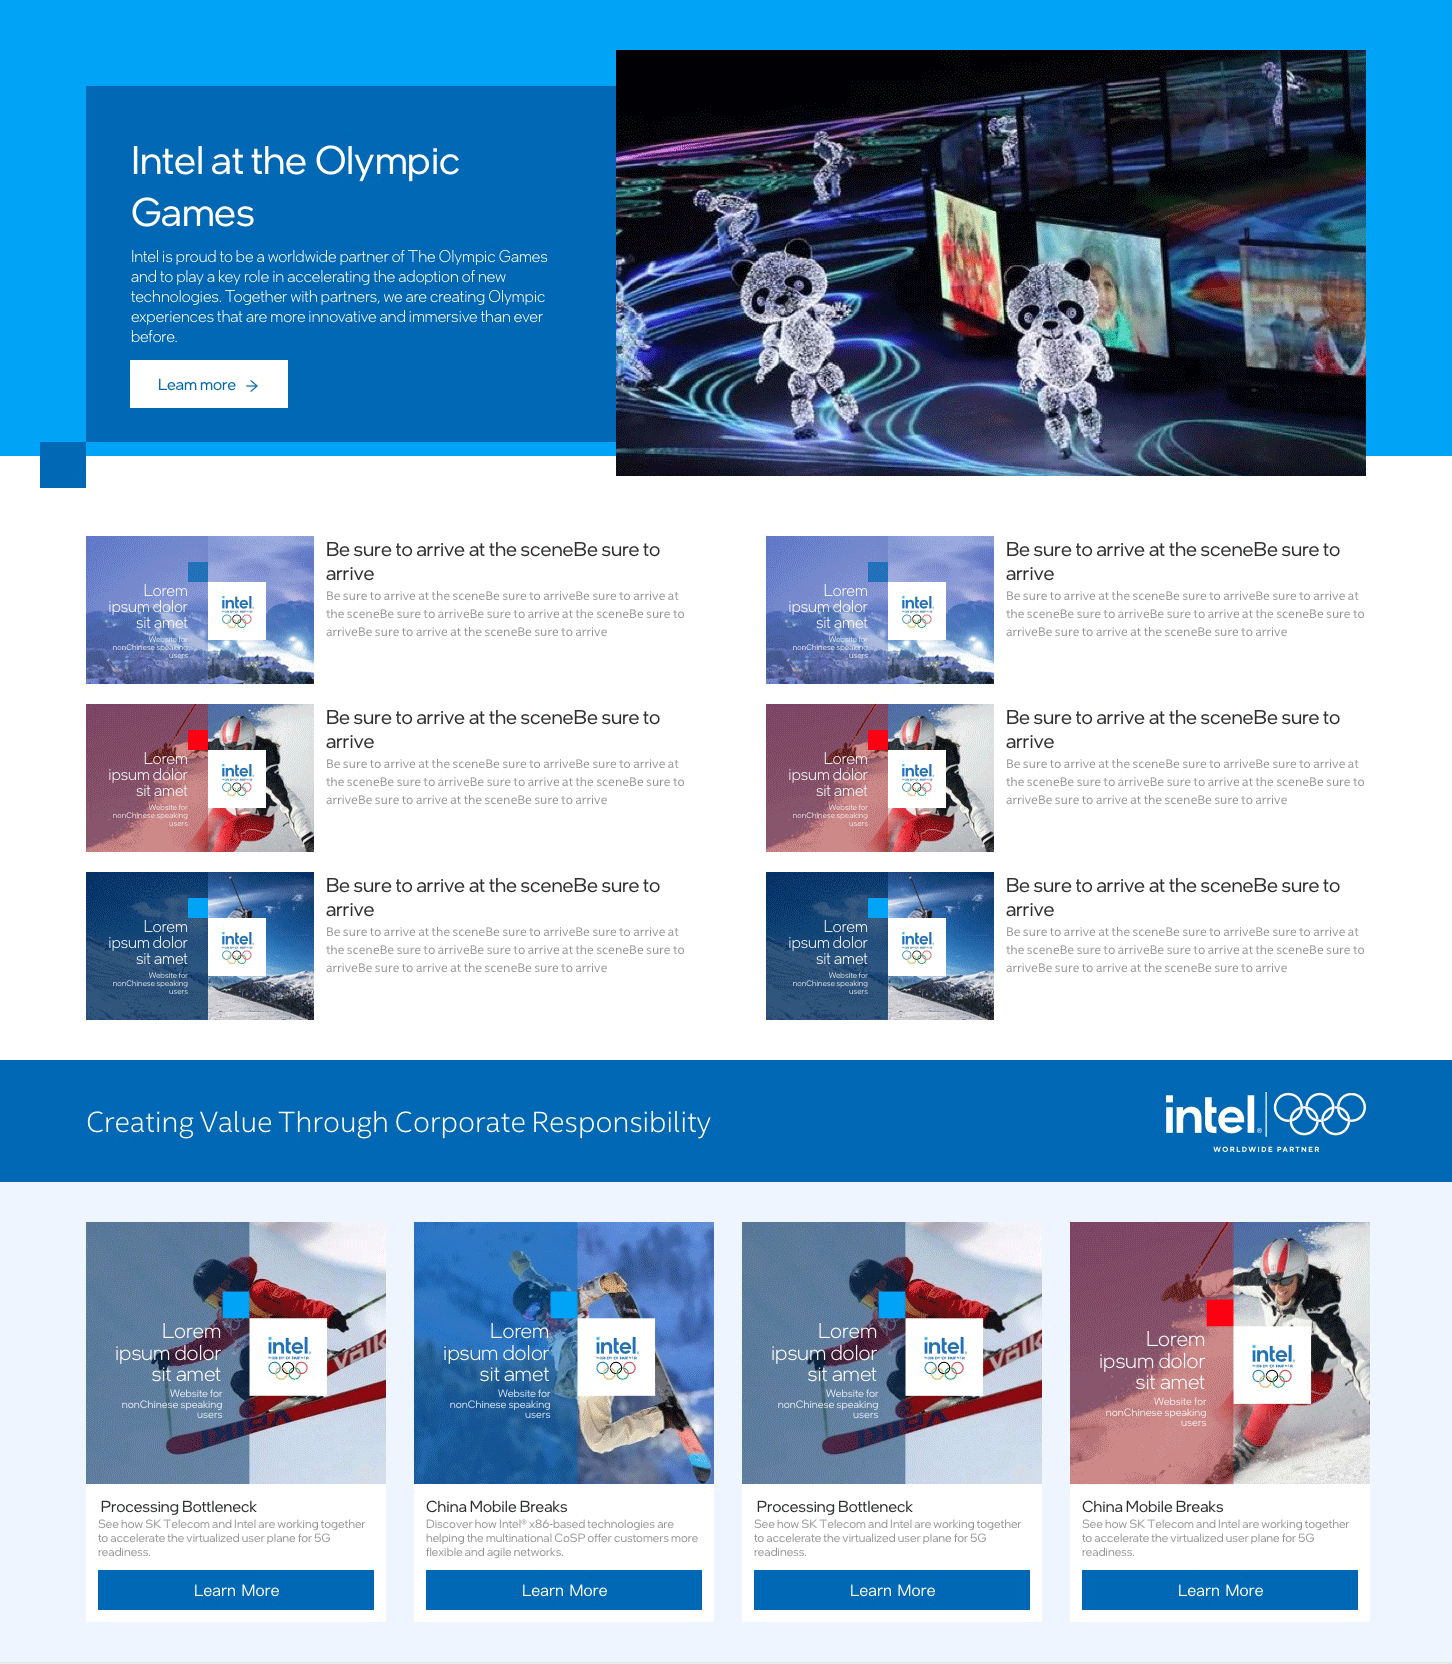 Intel at the Olympic
Games
Intel is proud to be a worldwide partner of The Olympic Games
and to play a key role in accelerating the adoption of new
technologies. Together with partners, we are creating Olympic
experiences that are more innovative and immersive than ever
before.
Learn more →
Lorem
ipsum dolor
sit amet
Website for
nonChinese speaking
users
intel
Be sure to arrive at the sceneBe sure to
arrive
Be sure to arrive at the sceneBe sure to arriveBe sure to arrive at
the sceneBe sure to arriveBe sure to arrive at the sceneBe sure to
arriveBe sure to arrive at the sceneBe sure to arrive
Lorem
ipsum dolor
sit amet
Website for
nonChinese speaking
users
intel
Be sure to arrive at the sceneBe sure to
arrive
Be sure to arrive at the sceneBe sure to arriveBe sure to arrive at
the sceneBe sure to arriveBe sure to arrive at the sceneBe sure to
arriveBe sure to arrive at the sceneBe sure to arrive
Lorem
ipsum dolor
sit amet
Website for
nonChinese speaking
users
intel
Be sure to arrive at the sceneBe sure to
arrive
Be sure to arrive at the sceneBe sure to arriveBe sure to arrive at
the sceneBe sure to arriveBe sure to arrive at the sceneBe sure to
arriveBe sure to arrive at the sceneBe sure to arrive
Lorem
ipsum dolor
sit amet
Website for
nonChinese speaking
users
intel
Be sure to arrive at the sceneBe sure to
arrive
Be sure to arrive at the sceneBe sure to arriveBe sure to arrive at
the sceneBe sure to arriveBe sure to arrive at the sceneBe sure to
arriveBe sure to arrive at the sceneBe sure to arrive
Lorem
ipsum dolor
sit amet
Website for
nonChinese speaking
users
intel
Be sure to arrive at the sceneBe sure to
arrive
Be sure to arrive at the sceneBe sure to arriveBe sure to arrive at
the sceneBe sure to arriveBe sure to arrive at the sceneBe sure to
arriveBe sure to arrive at the sceneBe sure to arrive
Lorem
ipsum dolor
sit amet
Website for
nonChinese speaking
users
intel
Be sure to arrive at the sceneBe sure to
arrive
Be sure to arrive at the sceneBe sure to arriveBe sure to arrive at
the sceneBe sure to arriveBe sure to arrive at the sceneBe sure to
arriveBe sure to arrive at the sceneBe sure to arrive
Creating Value Through Corporate Responsibility
intel®
WORLDWIDE PARTNER
Lorem
ipsum dolor
sit amet
Website for
nonChinese speaking
users
intel
Processing Bottleneck
See how SK Telecom and Intel are working together
to accelerate the virtualized user plane for 5G
readiness.
Learn More
Lorem
ipsum dolor
sit amet
Website for
nonChinese speaking
users
intel
China Mobile Breaks
Discover how Intel® x86-based technologies are
helping the multinational CoSP offer customers more
flexible and agile networks.
Learn More
Lorem
ipsum dolor
sit amet
Website for
nonChinese speaking
users
intel
Processing Bottleneck
See how SK Telecom and Intel are working together
to accelerate the virtualized user plane for 5G
readiness.
Learn More
Lorem
ipsum dolor
sit amet
Website for
nonChinese speaking
users
intel
China Mobile Breaks
See how SK Telecom and Intel are working together
to accelerate the virtualized user plane for 5G
readiness.
Learn More